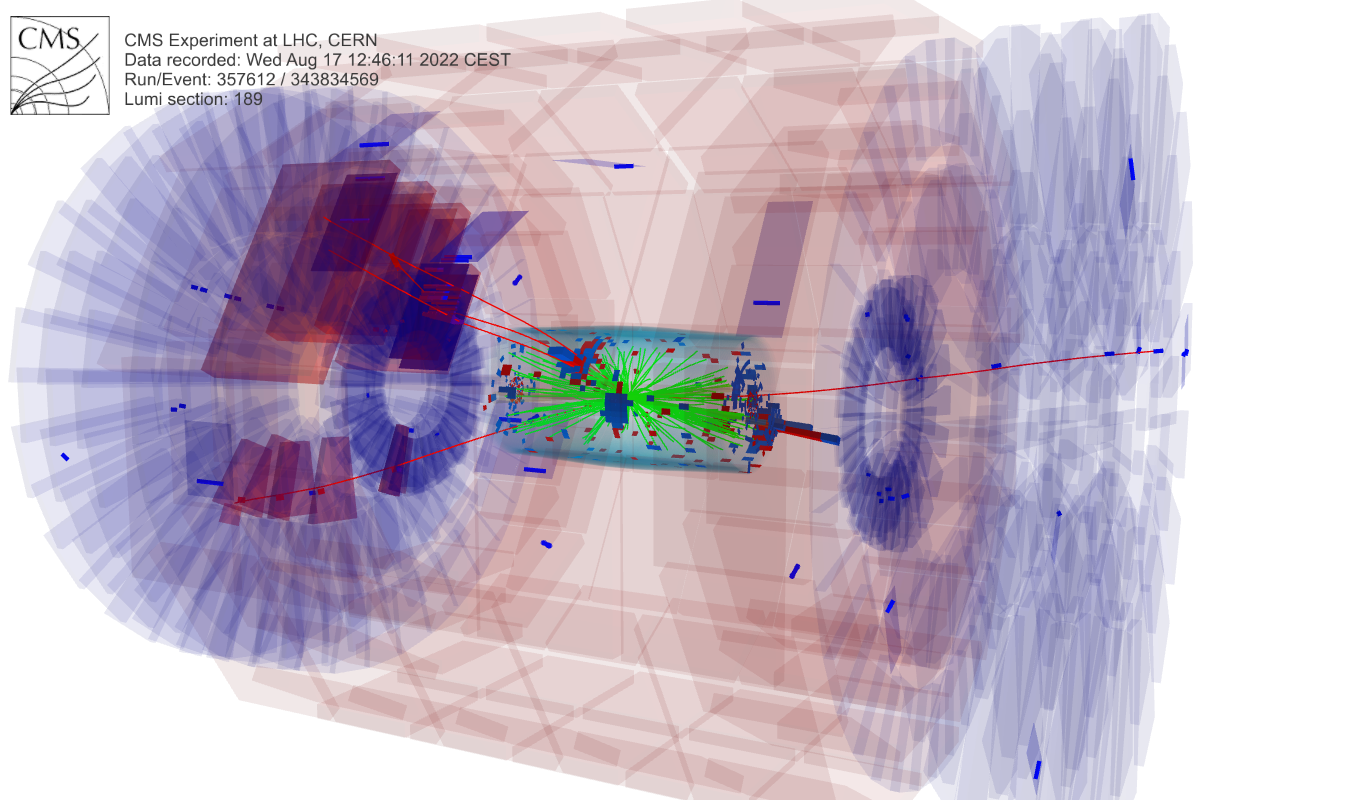 CMS
CMS Experiment at LHC, CERN
Data recorded: Wed Aug 17 12:46:11 2022 CEST
Run/Event: 357612 / 343834569
Lumi section: 189